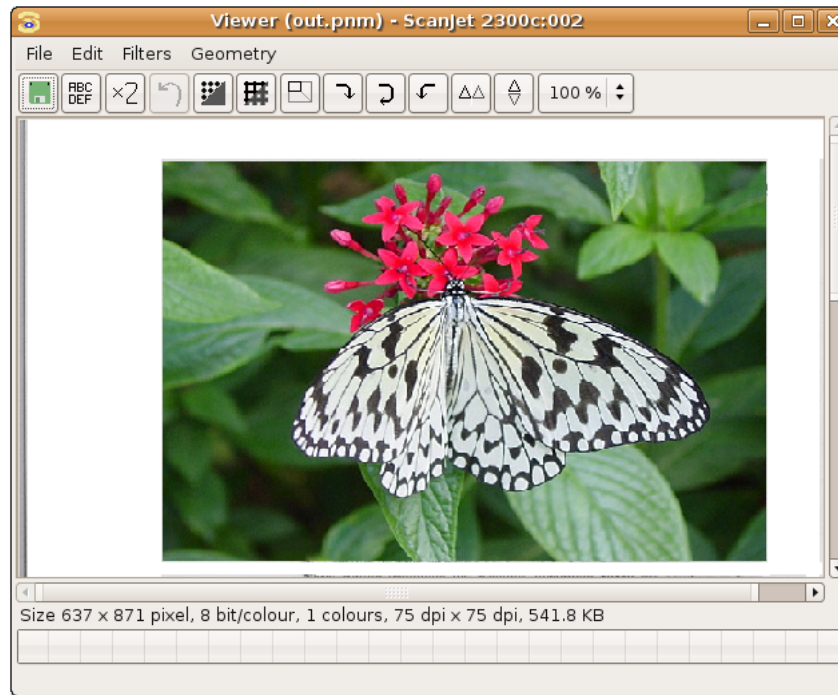 Viewer (out.pnm) - ScanJet 2300c:002
File Edit Filters Geometry
ABC
DEF
×2
100 %
Size 637 x 871 pixel, 8 bit/colour, 1 colours, 75 dpi x 75 dpi, 541.8 KB